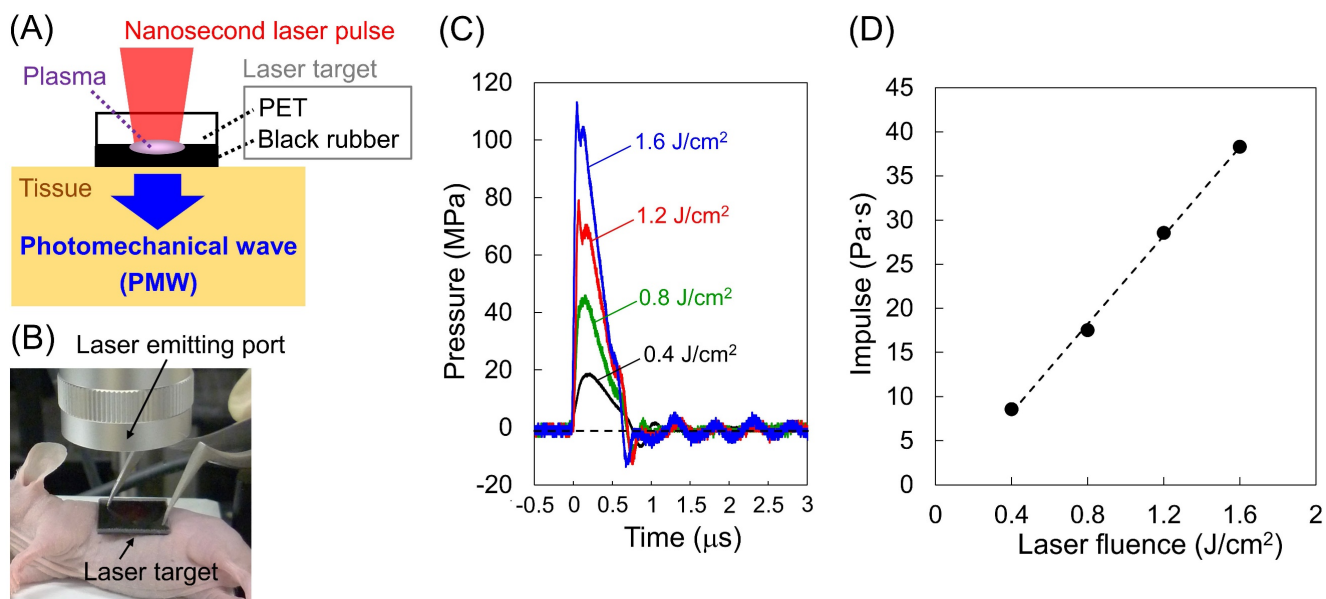 (A)
Nanosecond laser pulse
Plasma
Laser target
PET
Black rubber
Tissue
Photomechanical wave
(PMW)
(B)
Laser emitting port
Laser target
(C)
120
100
80
60
40
20
0
-20
Pressure (MPa)
1.6 J/cm²
1.2 J/cm²
0.8 J/cm²
0.4 J/cm²
-0.5 0 0.5 1 1.5 2 2.5 3
Time (μs)
(D)
45
40
35
30
25
20
15
10
5
0
Impulse (Pa·s)
0 0.4 0.8 1.2 1.6 2
Laser fluence (J/cm²)